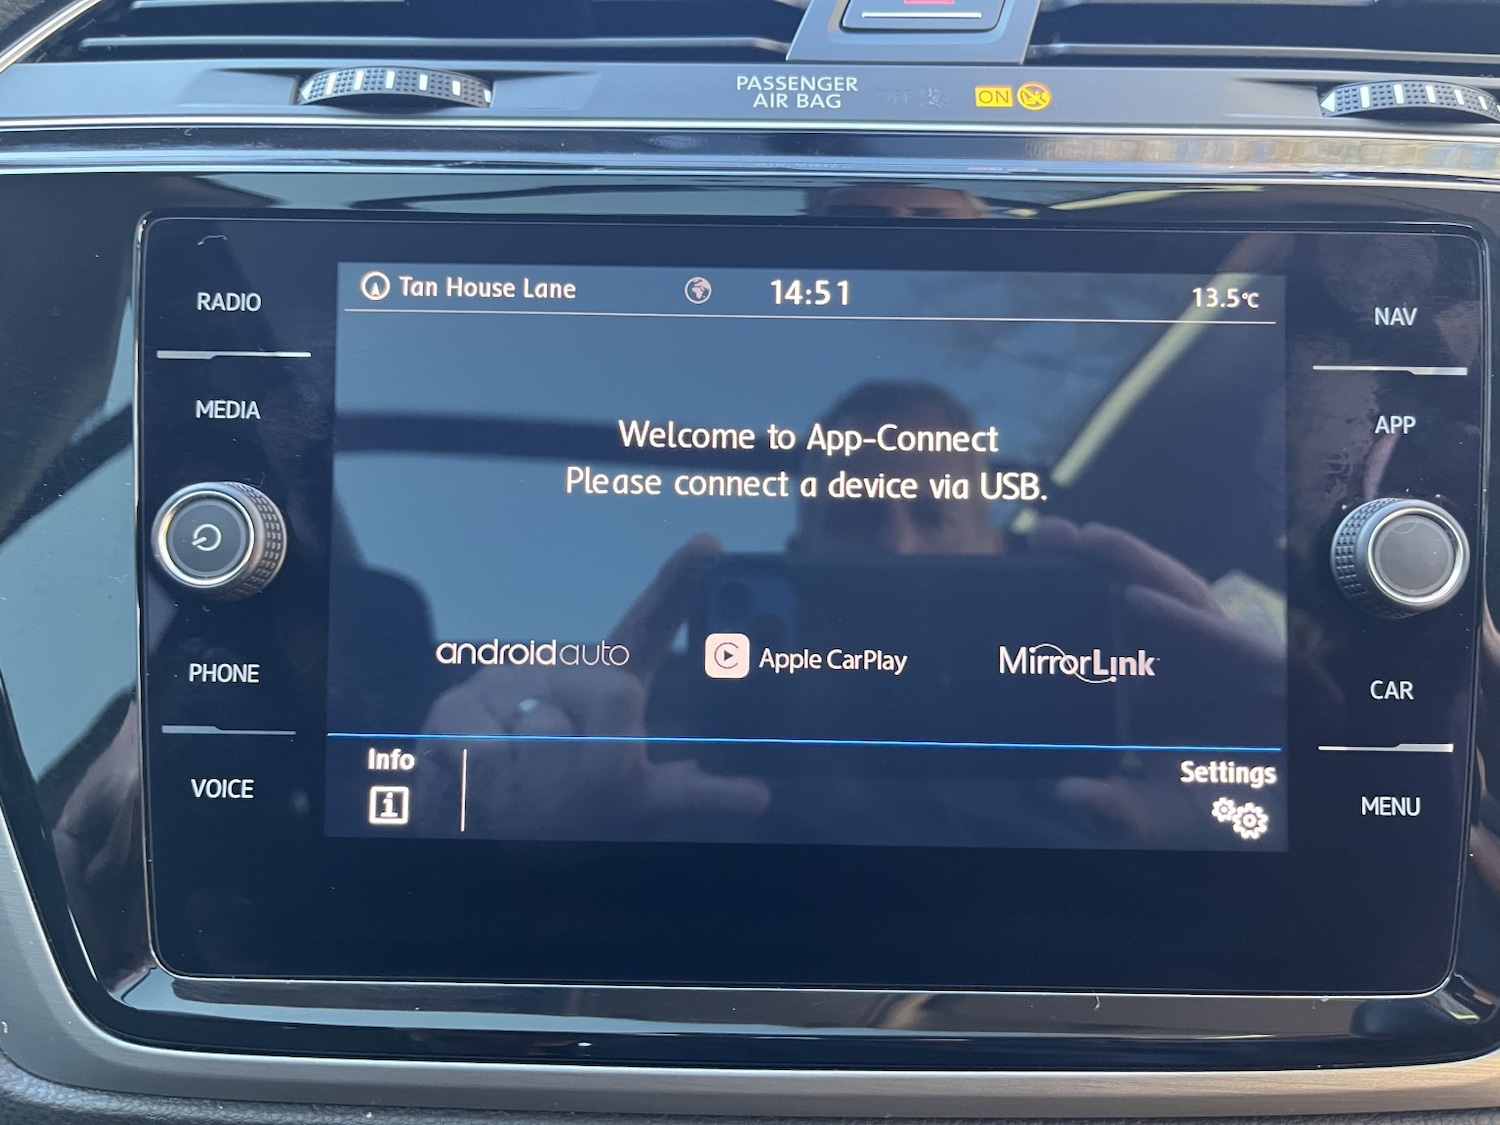 PASSENGER
AIR BAG
OFF
ON
RADIO
MEDIA
PHONE
VOICE
Tan House Lane
14:51
13.5°C
Welcome to App-Connect
Please connect a device via USB.
androidauto
Apple CarPlay
MirrorLink
Info
Settings
NAV
APP
CAR
MENU